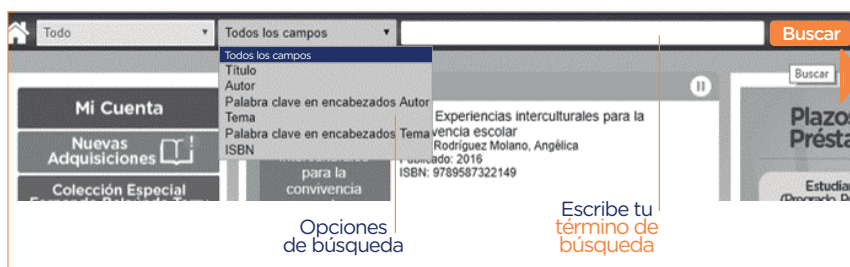 Todo
Todos los campos
Buscar
Todos los campos
Título
Autor
Palabra clave en encabezados Autor
Tema
Palabra clave en encabezados Tema
ISBN
Buscar
Mi Cuenta
Nuevas
Adquisiciones
Colección Especial
para la
convivencia
Experiencias interculturales para la
vencia escolar
Rodríguez Molano, Angélica
2016
ISBN: 9789587322149
Plazos
Présta
Estudian
Opciones
de búsqueda
Escribe tu
término de
búsqueda